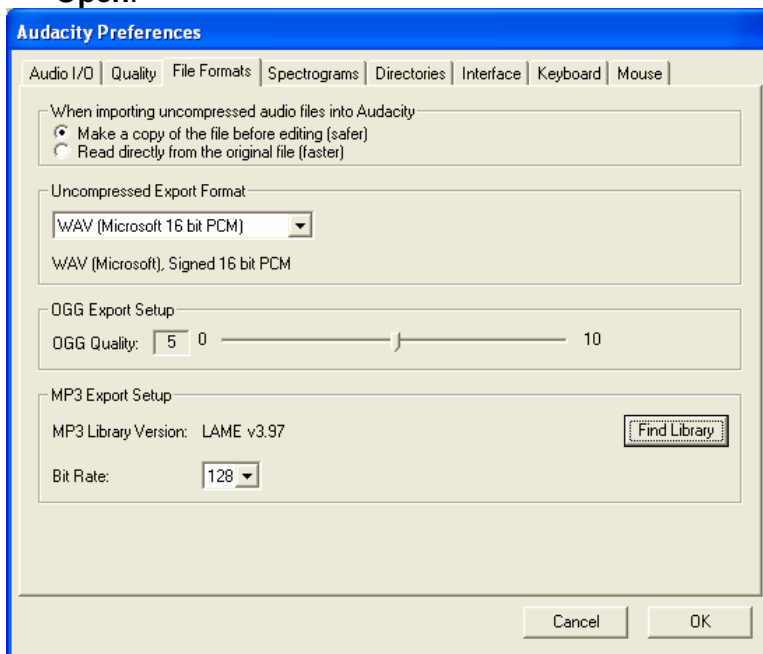 Open.
Audacity Preferences
Audio I/O Quality File Formats Spectrograms Directories Interface Keyboard Mouse
When importing uncompressed audio files into Audacity
Make a copy of the file before editing (safer)
Read directly from the original file (faster)
Uncompressed Export Format
WAV (Microsoft 16 bit PCM)
WAV (Microsoft), Signed 16 bit PCM
OGG Export Setup
OGG Quality: 5 0 10
MP3 Export Setup
MP3 Library Version: LAME v3.97 Find Library
Bit Rate: 128
Cancel OK